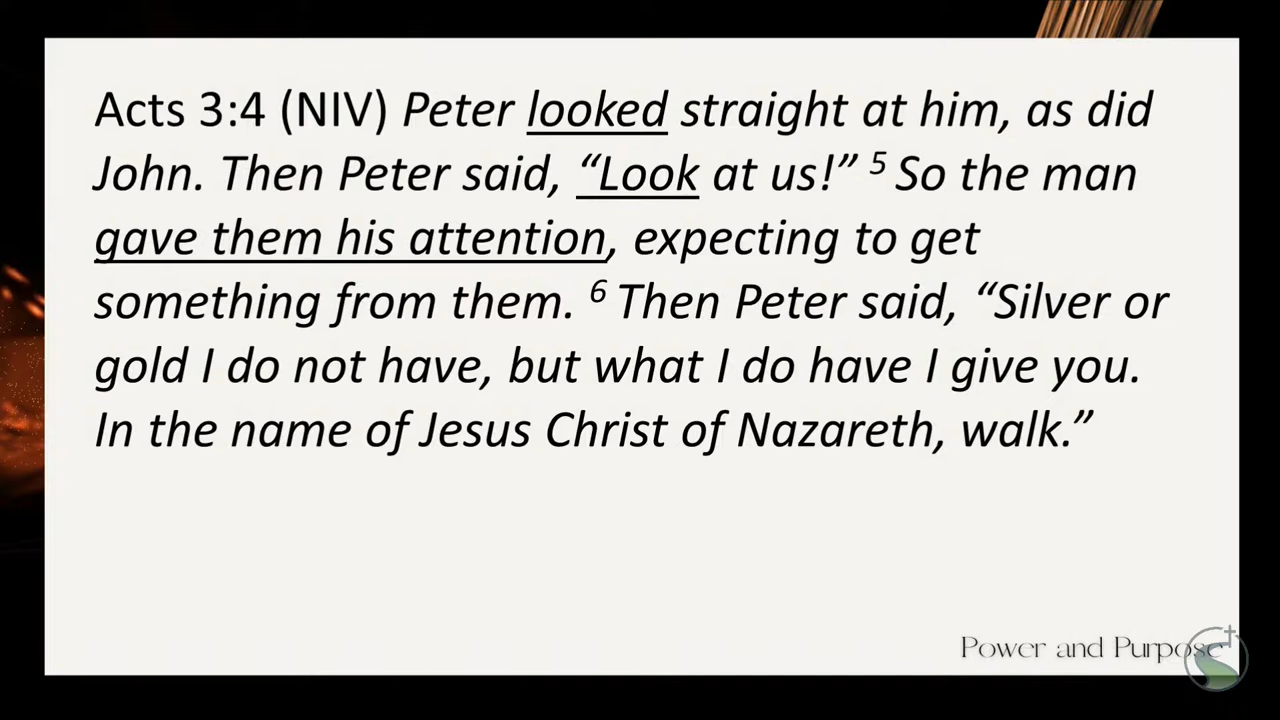 Acts 3:4 (NIV) Peter looked straight at him, as did
John. Then Peter said, “Look at us!” 5 So the man
gave them his attention, expecting to get
something from them. 6 Then Peter said, “Silver or
gold I do not have, but what I do have I give you.
In the name of Jesus Christ of Nazareth, walk.”
Power and Purpose